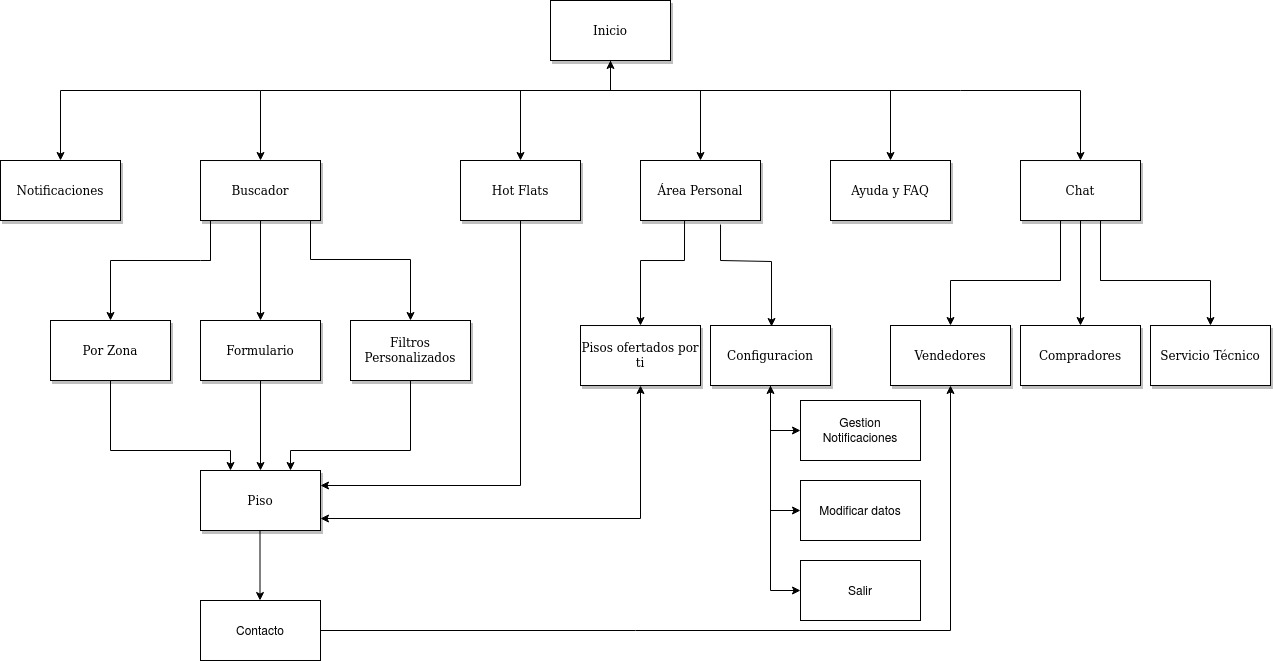 Inicio
Notificaciones
Buscador
Hot Flats
Área Personal
Ayuda y FAQ
Chat
Por Zona
Formulario
Filtros
Personalizados
Pisos ofertados por
ti
Configuracion
Vendedores
Compradores
Servicio Técnico
Gestion
Notificaciones
Piso
Modificar datos
Salir
Contacto